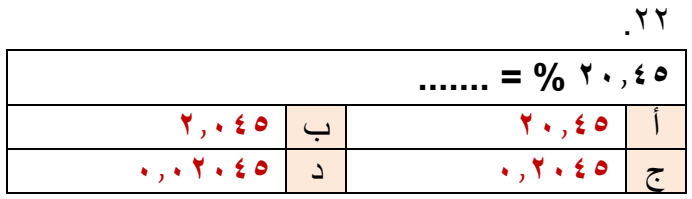 ٢٢.
٢٠,٤٥ % = .......
أ ٢٠,٤٥ ب ٢,٠٤٥
ج ٠,٢٠٤٥ د ٠,٠٢٠٤٥